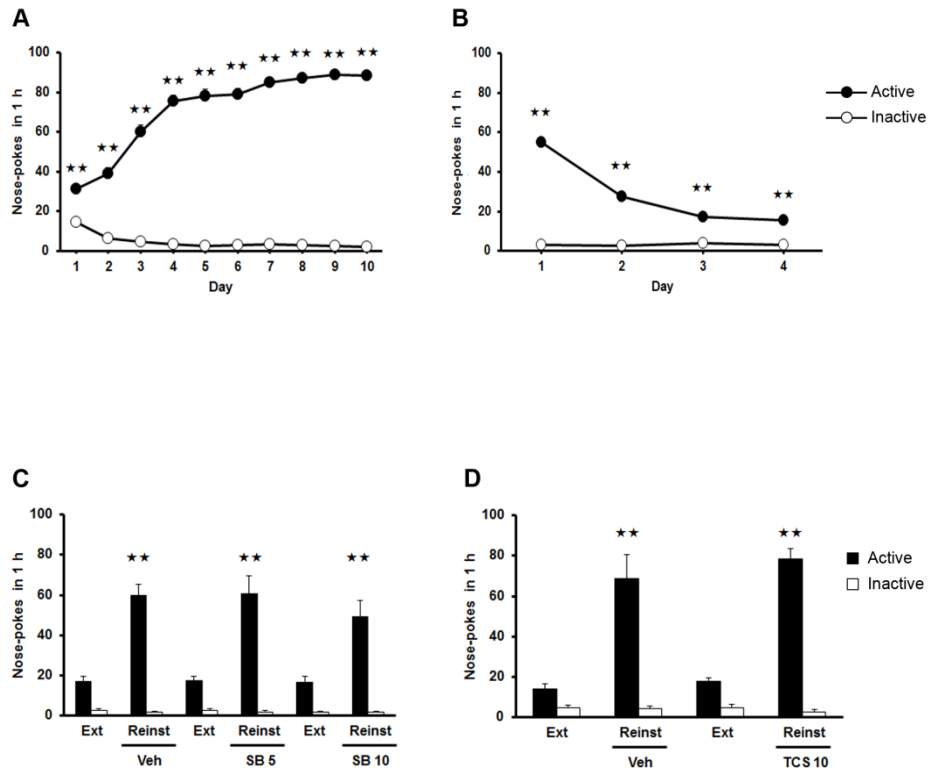 A
Nose-pokes in 1 h
100
80
60
40
20
0
★★ ★★ ★★ ★★ ★★ ★★ ★★ ★★ ★★ ★★
1 2 3 4 5 6 7 8 9 10
Day
B
Nose-pokes in 1 h
100
80
60
40
20
0
★★ ★★ ★★ ★★
1 2 3 4
Day
Active
Inactive
C
Nose-pokes in 1 h
100
80
60
40
20
0
★★ ★★ ★★
Ext Reinst Ext Reinst Ext Reinst
Veh SB 5 SB 10
D
Nose-pokes in 1 h
100
80
60
40
20
0
★★ ★★
Ext Reinst Ext Reinst
Veh TCS 10
Active
Inactive